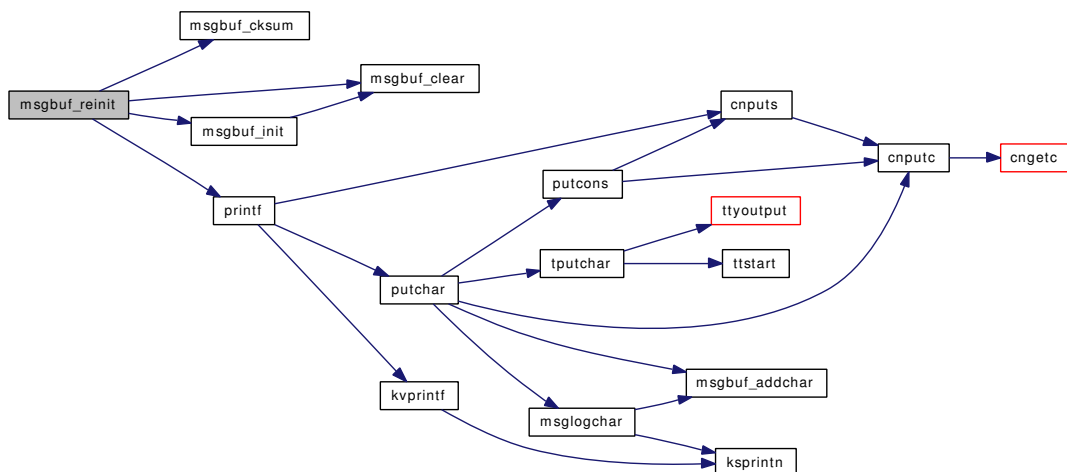 msgbuf_cksum
msgbuf_clear
msgbuf_reinit
msgbuf_init
cnputs
cnputc
cngetc
putcons
printf
ttyoutput
tputchar
ttstart
putchar
msgbuf_addchar
kvprintf
msglogchar
ksprintn